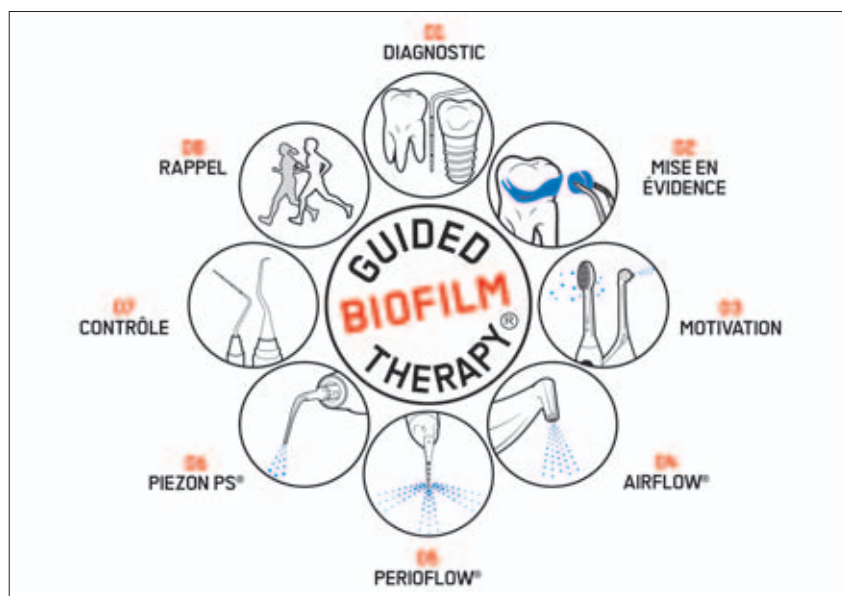 01
DIAGNOSTIC
02
MISE EN
ÉVIDENCE
03
MOTIVATION
04
AIRFLOW®
05
PERIOFLOW®
06
PIEZON PS®
07
CONTRÔLE
08
RAPPEL
GUIDED
BIOFILM
THERAPY®